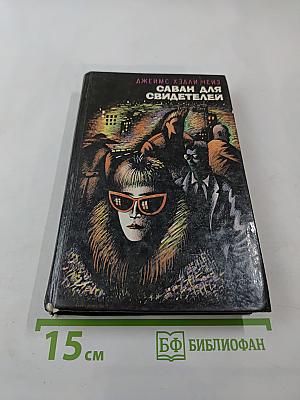 ДЖЕЙМС ХЭДЛИ ЧЕЙЗ
САВАН ДЛЯ
СВИДЕТЕЛЕЙ
15 см
БФ БИБЛИОФАН